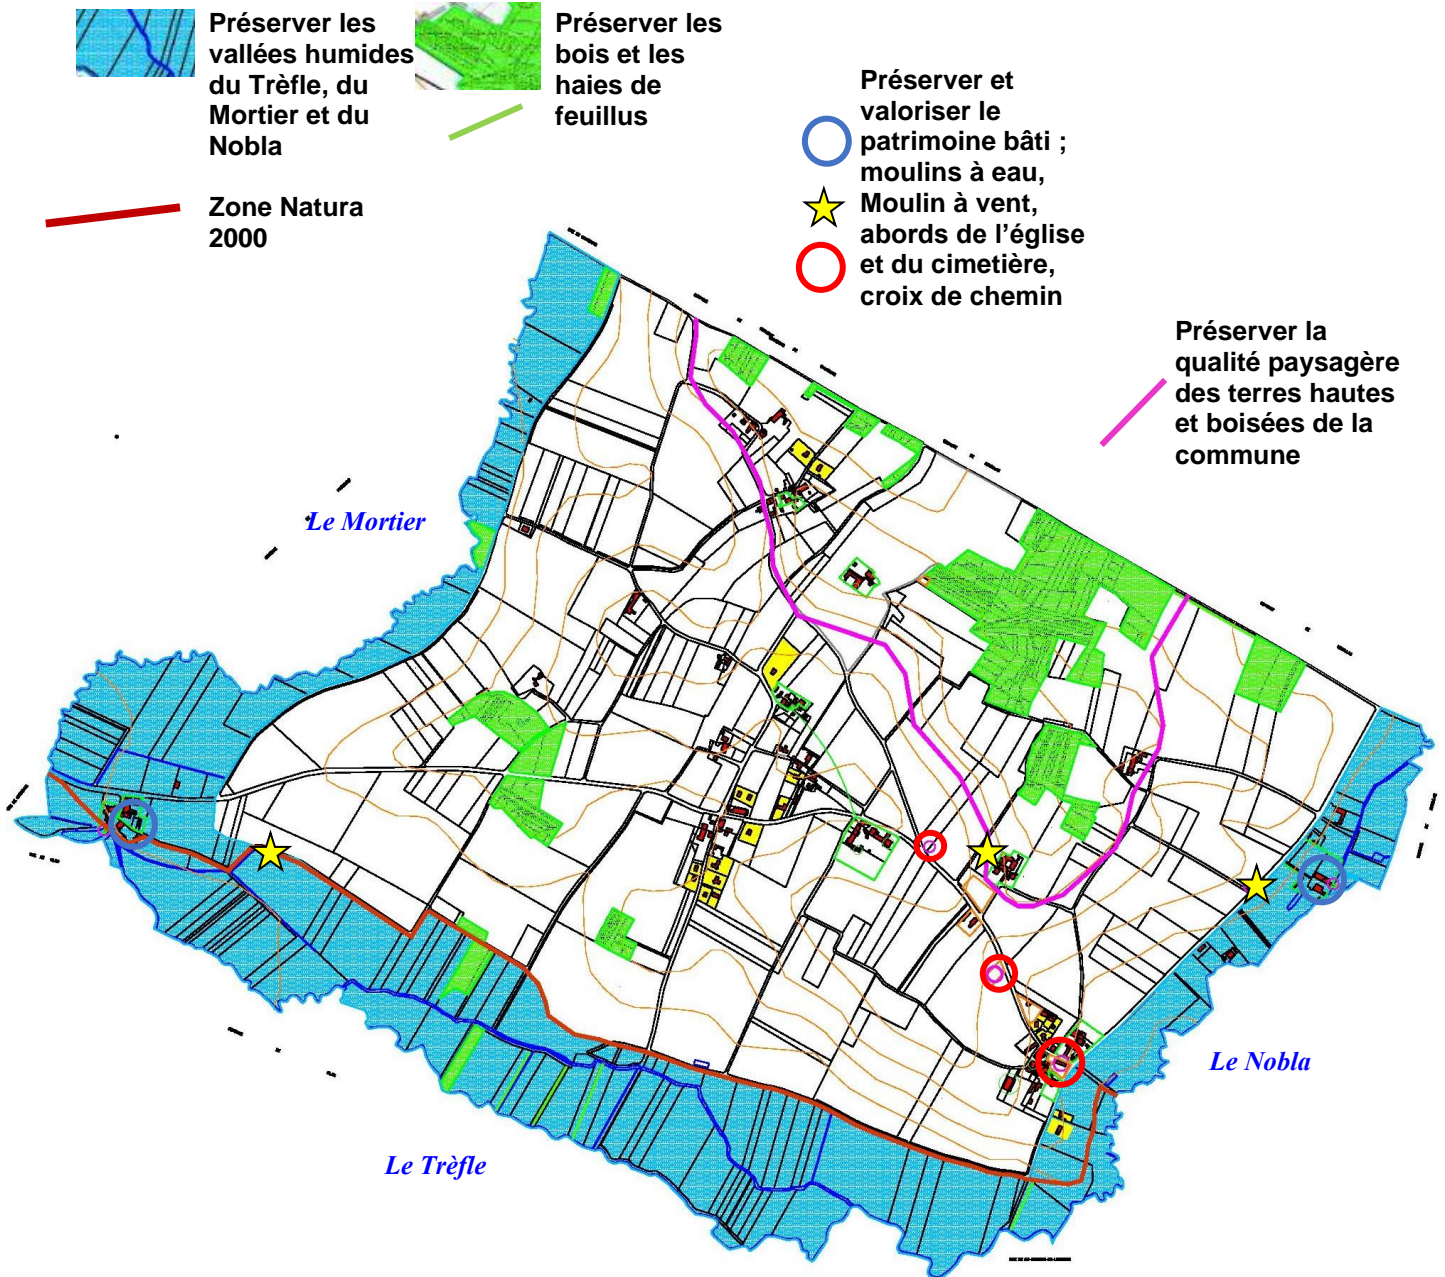 Préserver les
vallées humides
du Trèfle, du
Mortier et du
Nobla
Préserver les
bois et les
haies de
feuillus
Zone Natura
2000
Préserver et
valoriser le
patrimoine bâti ;
moulins à eau,
Moulin à vent,
abords de l'église
et du cimetière,
croix de chemin
Préserver la
qualité paysagère
des terres hautes
et boisées de la
commune
Le Mortier
Le Nobla
Le Trèfle